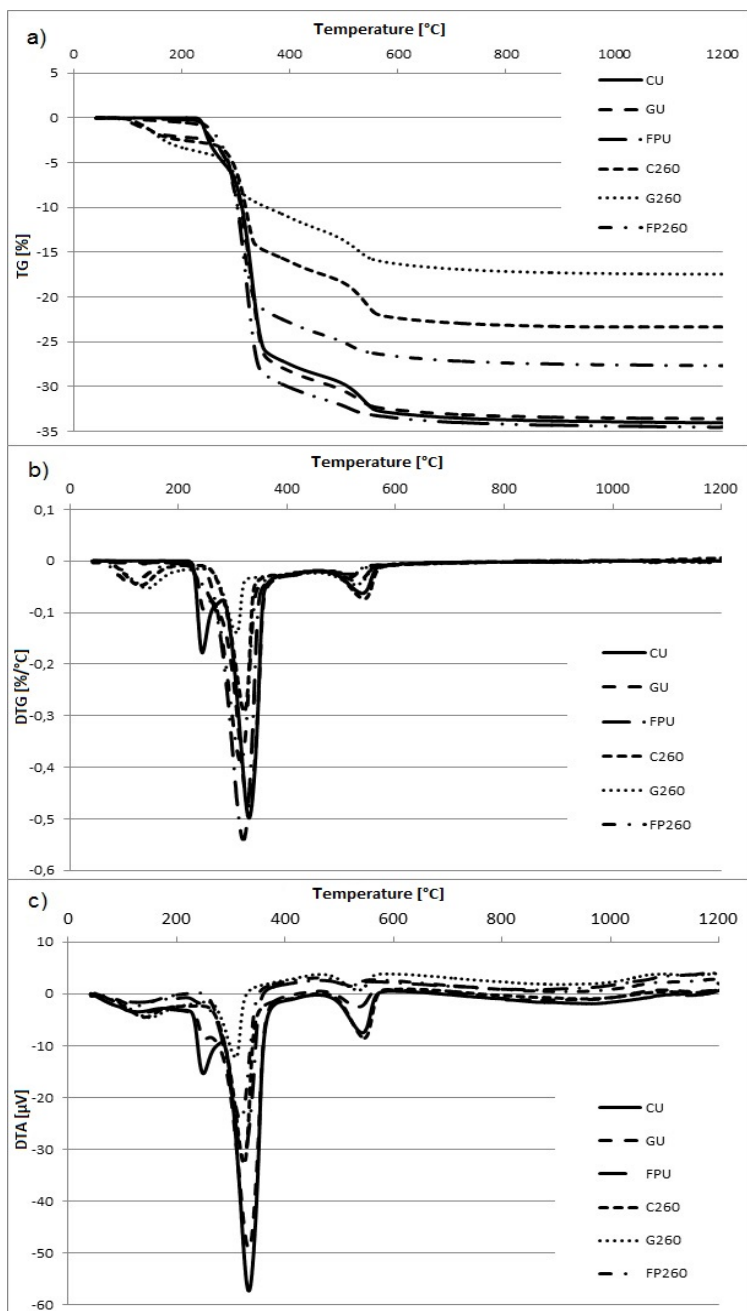 a)
Temperature [°C]
0 200 400 600 800 1000 1200
5
0
-5
-10
-15
-20
-25
-30
-35
TG [%]
CU
GU
FPU
C260
G260
FP260
b)
Temperature [°C]
0 200 400 600 800 1000 1200
0,1
0
-0,1
-0,2
-0,3
-0,4
-0,5
-0,6
DTG [%/°C]
CU
GU
FPU
C260
G260
FP260
c)
Temperature [°C]
0 200 400 600 800 1000 1200
10
0
-10
-20
-30
-40
-50
-60
DTA [µV]
CU
GU
FPU
C260
G260
FP260